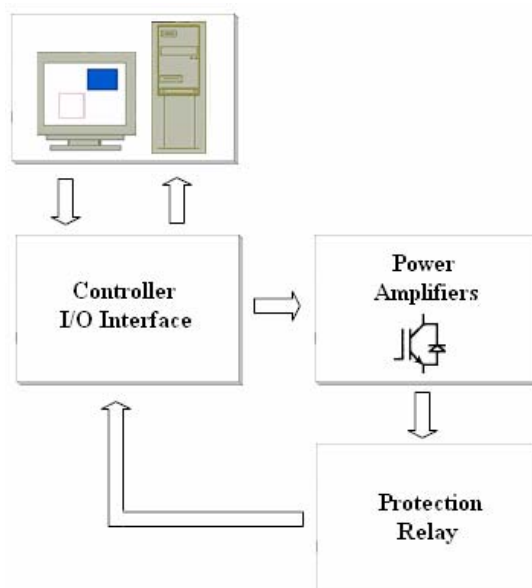 Controller
I/O Interface
Power
Amplifiers
Protection
Relay